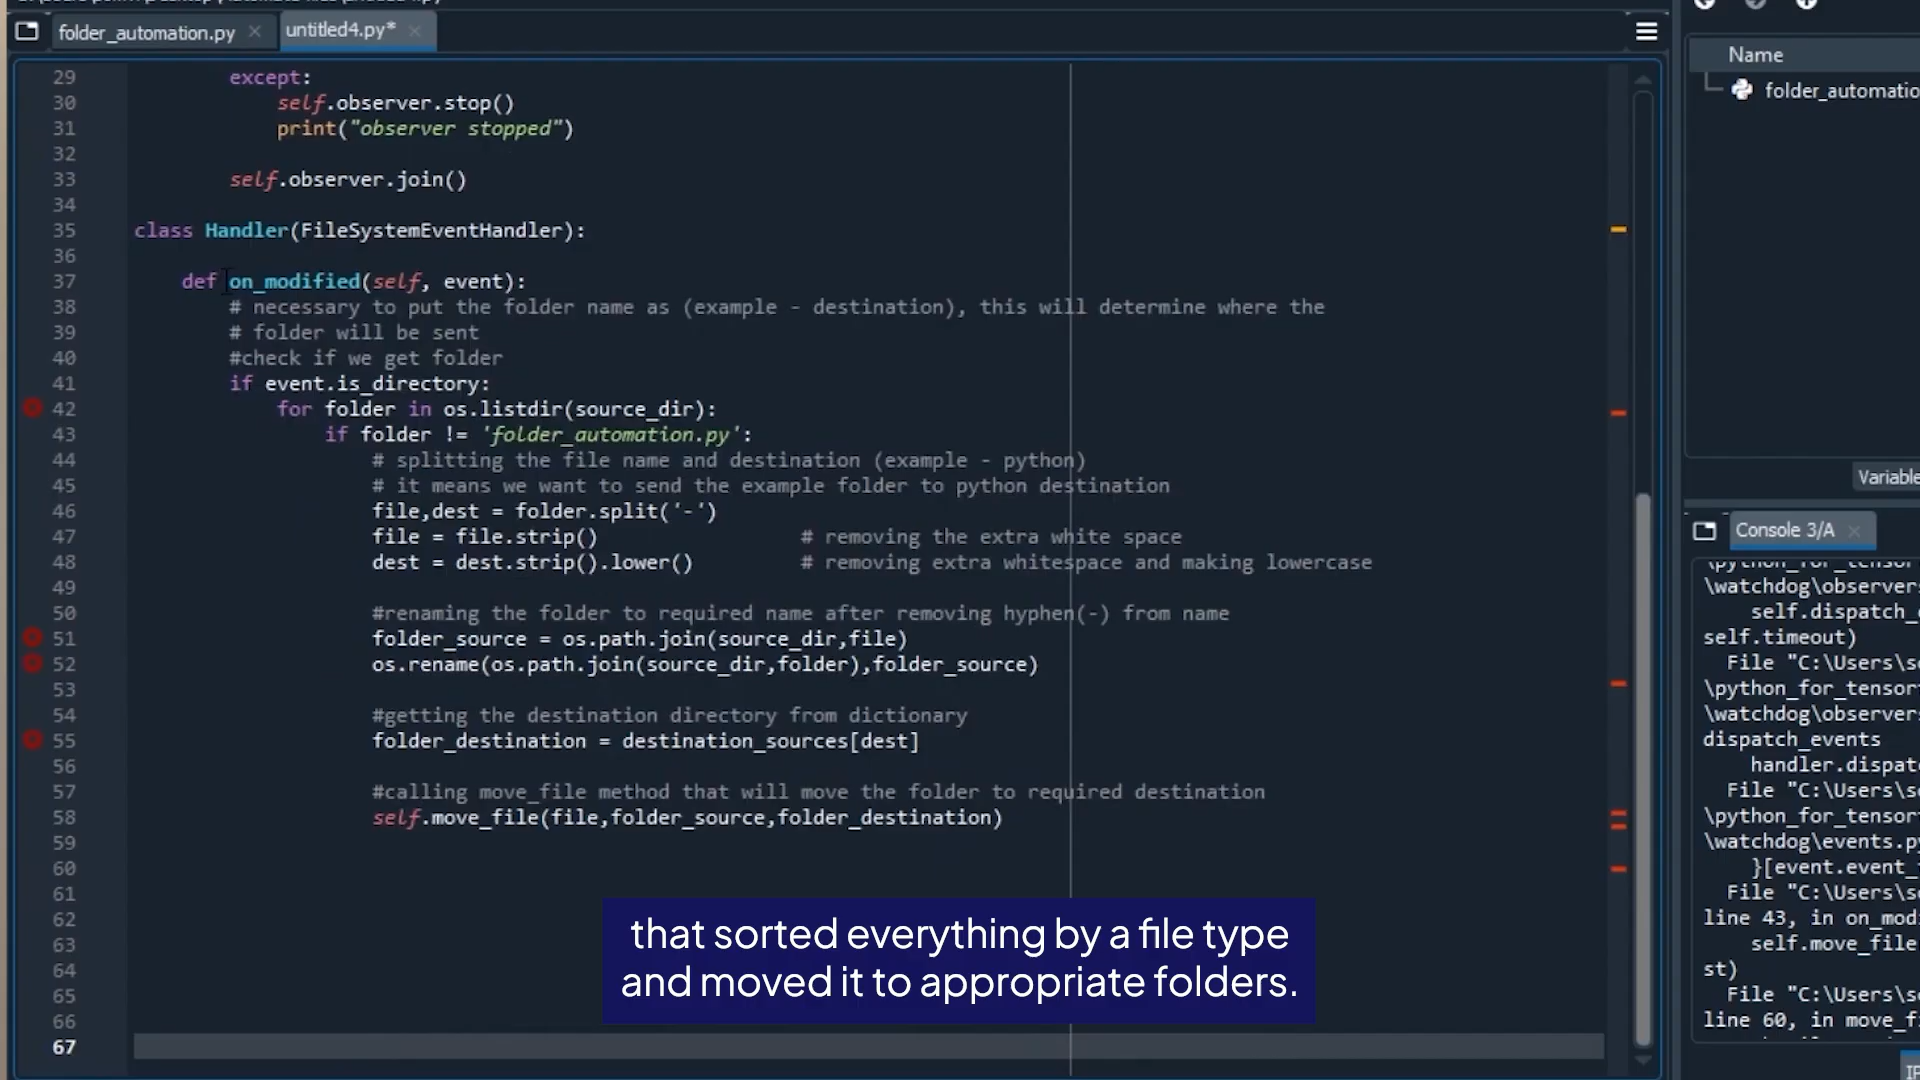 folder_automation.py
untitled4.py*
29 except:
30 self.observer.stop()
31 print("observer stopped")
32
33 self.observer.join()
34
35 class Handler(FileSystemEventHandler):
36
37 def on_modified(self, event):
38 # necessary to put the folder name as (example - destination), this will determine where the
39 # folder will be sent
40 #check if we get folder
41 if event.is_directory:
42 for folder in os.listdir(source_dir):
43 if folder != 'folder_automation.py':
44 # splitting the file name and destination (example - python)
45 # it means we want to send the example folder to python destination
46 file,dest = folder.split('-')
47 file = file.strip() # removing the extra white space
48 dest = dest.strip().lower() # removing extra whitespace and making lowercase
49
50 #renaming the folder to required name after removing hyphen(-) from name
51 folder_source = os.path.join(source_dir,file)
52 os.rename(os.path.join(source_dir,folder),folder_source)
53
54 #getting the destination directory from dictionary
55 folder_destination = destination_sources[dest]
56
57 #calling move_file method that will move the folder to required destination
58 self.move_file(file,folder_source,folder_destination)
59
60
61
62
63
64
65
66
67
that sorted everything by a file type
and moved it to appropriate folders.
Name
folder_automatio
Variable
Console 3/A
\watchdog\observer
self.dispatch_
self.timeout)
File "C:\Users\s
\python_for_tensor
\watchdog\observer
dispatch_events
handler.dispat
File "C:\Users\s
\python_for_tensor
\watchdog\events.py
}[event.event_
File "C:\Users\s
line 43, in on_mod
self.move_file
st)
File "C:\Users\s
line 60, in move_f